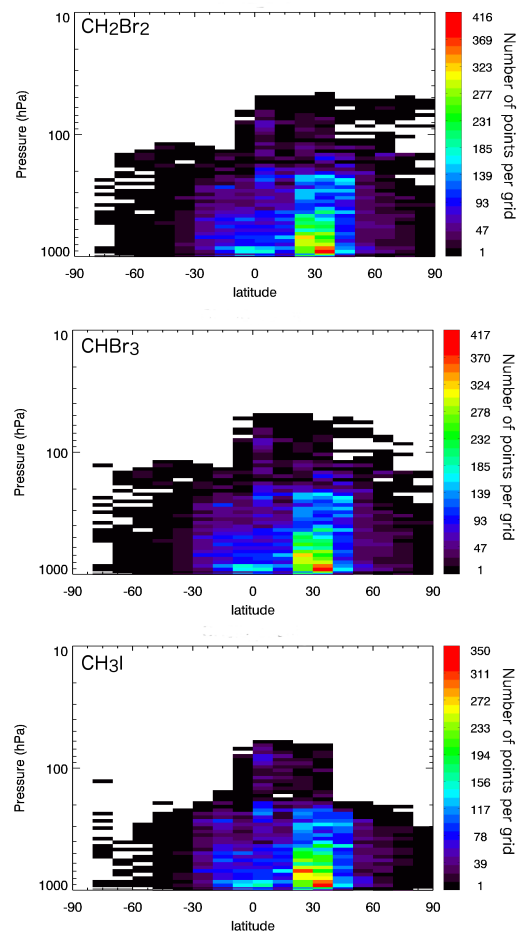 CH2Br2
10
100
1000
Pressure (hPa)
-90 -60 -30 0 30 60 90
latitude
416
369
323
277
231
185
139
93
47
1
Number of points per grid
CHBr3
10
100
1000
Pressure (hPa)
-90 -60 -30 0 30 60 90
latitude
417
370
324
278
232
185
139
93
47
1
Number of points per grid
CH3I
10
100
1000
Pressure (hPa)
-90 -60 -30 0 30 60 90
latitude
350
311
272
233
194
156
117
78
39
1
Number of points per grid